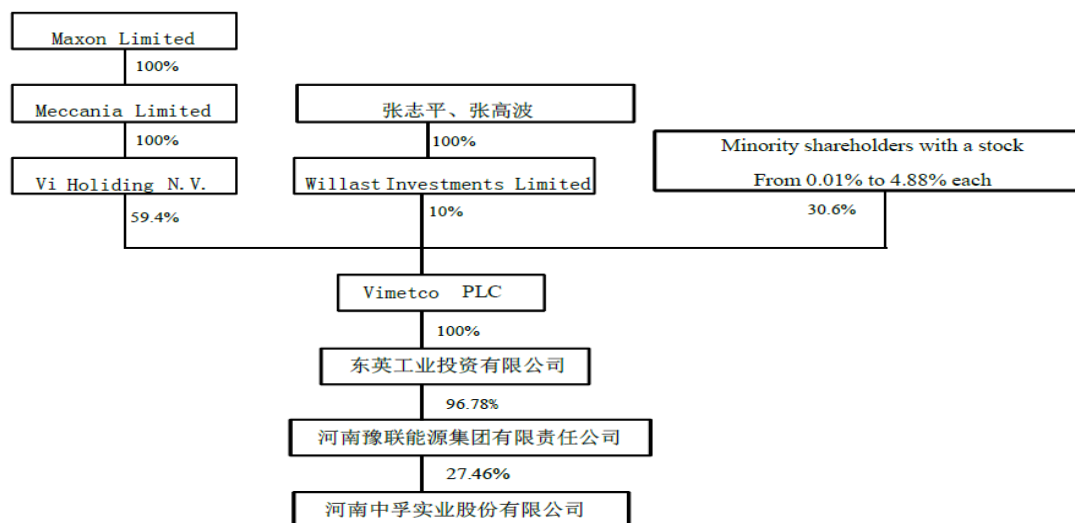 Maxon Limited
100%
Meccania Limited
100%
Vi Holiding N.V.
59.4%
张志平、张高波
100%
Willast Investments Limited
10%
Minority shareholders with a stock
From 0.01% to 4.88% each
30.6%
Vimetco PLC
100%
东英工业投资有限公司
96.78%
河南豫联能源集团有限责任公司
27.46%
河南中孚实业股份有限公司